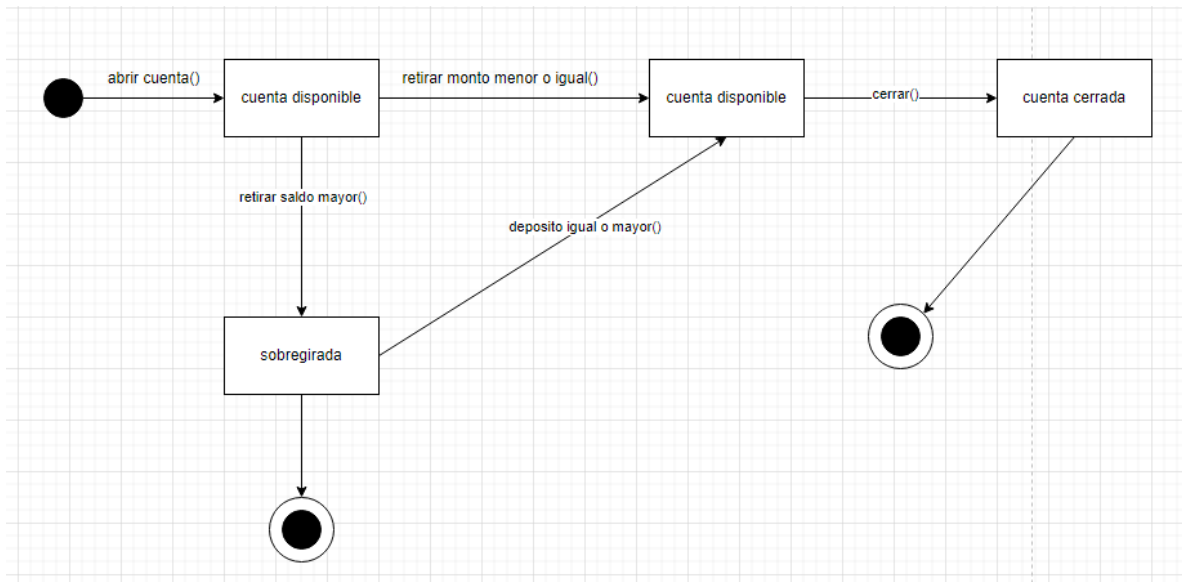 abrir cuenta()
cuenta disponible
retirar monto menor o igual()
cuenta disponible
cerrar()
cuenta cerrada
retirar saldo mayor()
deposito igual o mayor()
sobregirada